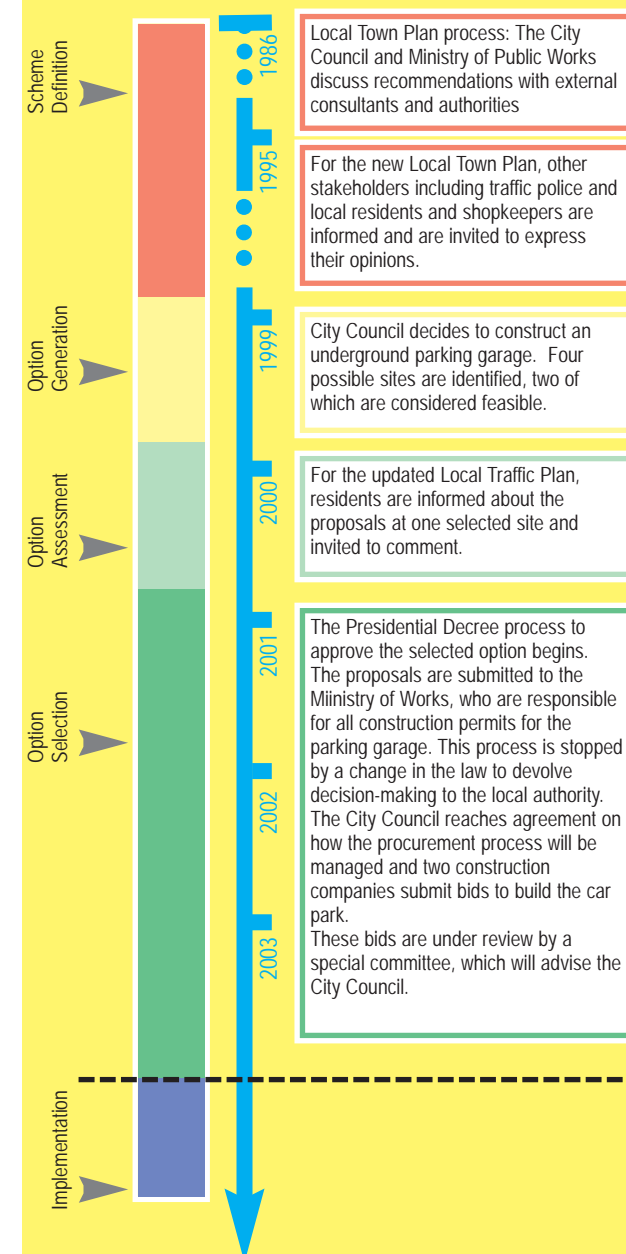 Scheme
Definition
1986
Local Town Plan process: The City
Council and Ministry of Public Works
discuss recommendations with external
consultants and authorities
1995
For the new Local Town Plan, other
stakeholders including traffic police and
local residents and shopkeepers are
informed and are invited to express
their opinions.
Option
Generation
1999
City Council decides to construct an
underground parking garage.  Four
possible sites are identified, two of
which are considered feasible.
Option
Assessment
2000
For the updated Local Traffic Plan,
residents are informed about the
proposals at one selected site and
invited to comment.
Option
Selection
2001
2002
2003
The Presidential Decree process to
approve the selected option begins.
The proposals are submitted to the
Miinistry of Works, who are responsible
for all construction permits for the
parking garage. This process is stopped
by a change in the law to devolve
decision-making to the local authority.
The City Council reaches agreement on
how the procurement process will be
managed and two construction
companies submit bids to build the car
park.
These bids are under review by a
special committee, which will advise the
City Council.
Implementation